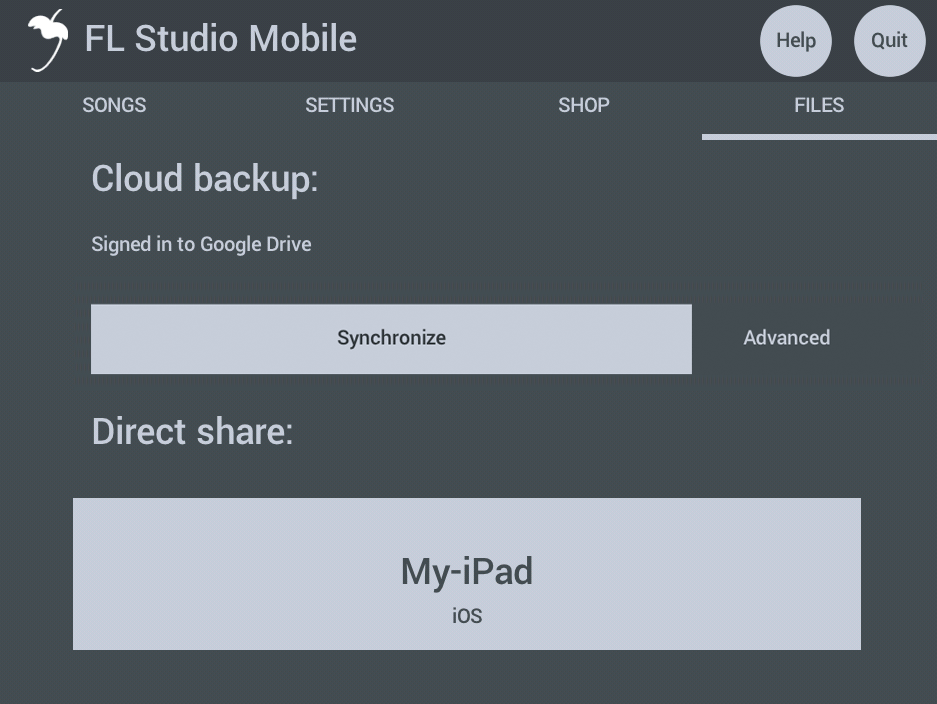 FL Studio Mobile
Help
Quit
SONGS
SETTINGS
SHOP
FILES
Cloud backup:
Signed in to Google Drive
Synchronize
Advanced
Direct share:
My-iPad
iOS